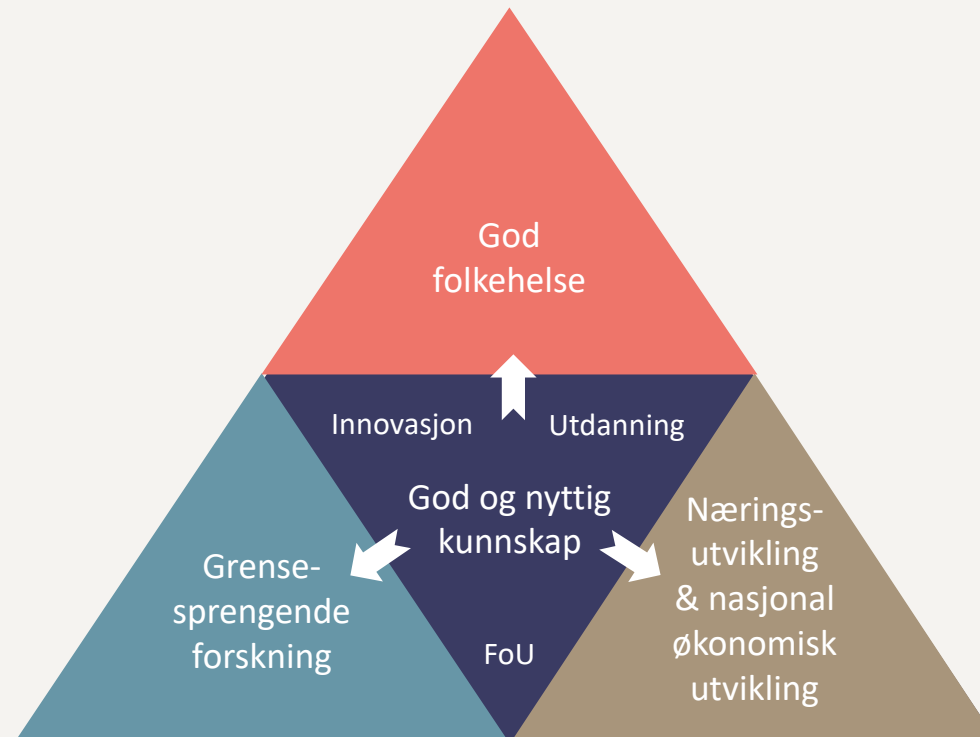 God
folkehelse
Innovasjon
Utdanning
God og nyttig
kunnskap
Grense-
sprengende
forskning
Nærings-
utvikling
& nasjonal
økonomisk
utvikling
FoU